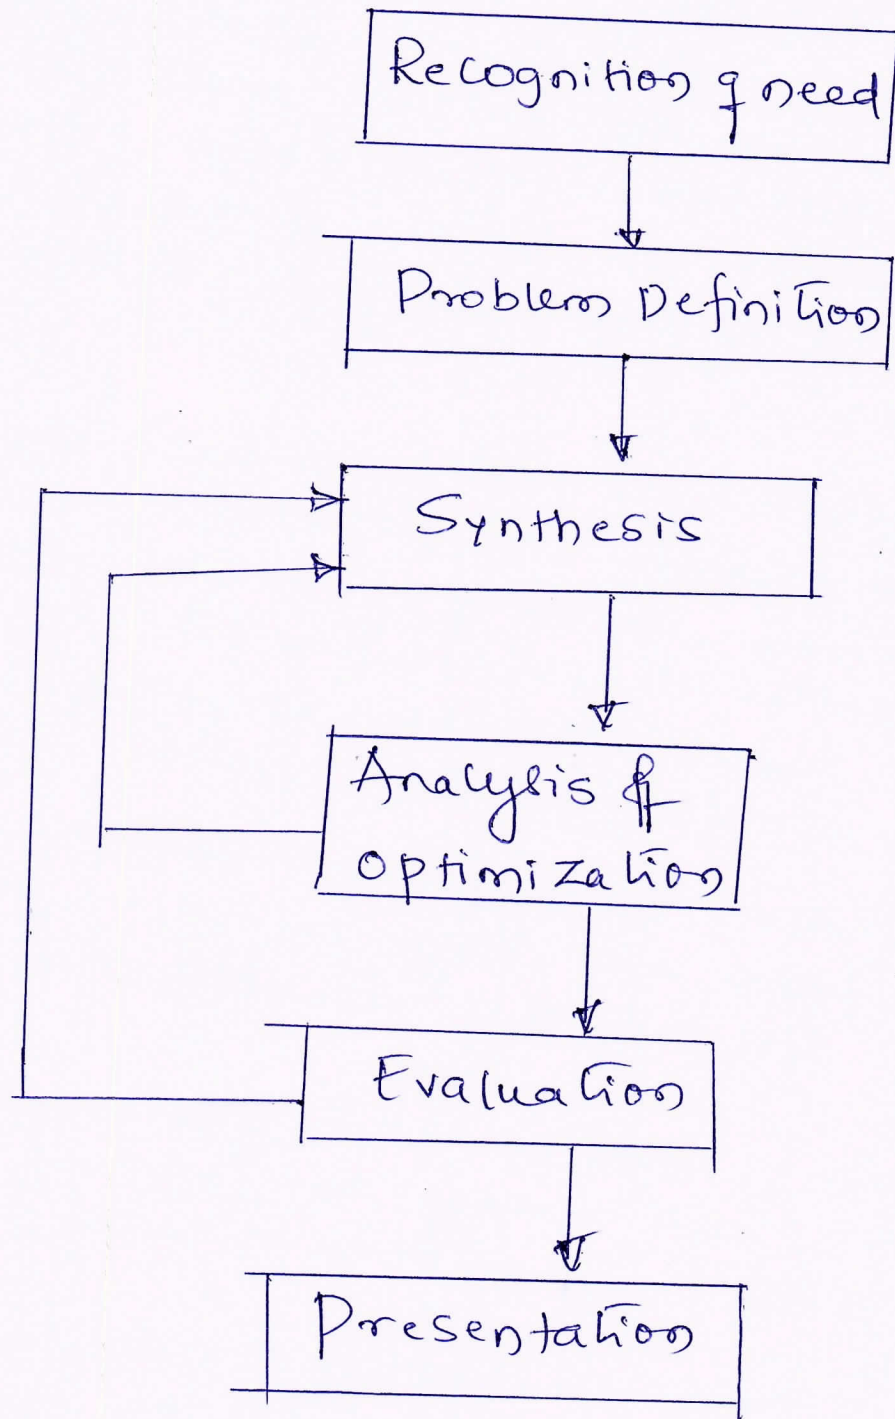 Recognition of need
Problem Definition
Synthesis
Analysis &
optimization
Evaluation
Presentation